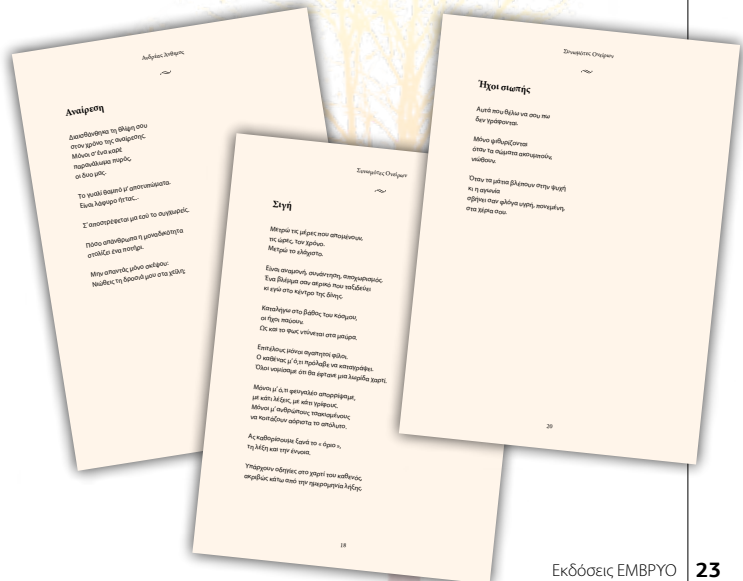 Ανδρέας Άνθιμος
Αναίρεση
Διαισθάνθηκα τη θλίψη σου
στον χρόνο της αναίρεσης.
Μόνοι σ' ένα καρέ
παρανάλωμα πυρός,
οι δυο μας.
Το γυαλί θαμπό μ' αποτυπώματα.
Είναι λάφυρο ήττας...
Σ' αποστρέφεται μα εσύ το συγχωρείς.
Πόσο απάνθρωπα η μοναδικότητα
στολίζει ένα ποτήρι.
Μην απαντάς μόνο σκέψου:
Νιώθεις τη δροσιά μου στα χείλη;
Συνωμότες Ονείρων
Σιγή
Μετρώ τις μέρες που απομένουν,
τις ώρες, τον χρόνο.
Μετρώ το ελάχιστο.
Είναι αναμονή, συνάντηση, αποχωρισμός.
Ένα βλέμμα σαν αερικό που ταξιδεύει
κι εγώ στο κέντρο της δίνης.
Καταλήγω στο βάθος του κόσμου,
οι ήχοι παύουν.
Ως και το φως ντύνεται στα μαύρα.
Επιτέλους μόνοι αγαπητοί φίλοι.
Ο καθένας μ' ό,τι πρόλαβε να καταγράψει.
Όλοι νομίσαμε ότι θα έφτανε μια λωρίδα χαρτί.
Μόνοι μ' ό,τι φευγαλέο απορρίψαμε,
με κάτι λέξεις, με κάτι γρίφους.
Μόνοι μ' ανθρώπους τσακισμένους
να κοιτάζουν αόριστα το απόλυτο.
Ας καθορίσουμε ξανά το « όριο »,
τη λέξη και την έννοια.
Υπάρχουν οδηγίες στο χαρτί του καθενός,
ακριβώς κάτω από την ημερομηνία λήξης.
18
Συνωμότες Ονείρων
Ήχοι σιωπής
Αυτά που θέλω να σου πω
δεν γράφονται.
Μόνο ψιθυρίζονται
όταν τα σώματα ακουμπούν,
νιώθουν.
Όταν τα μάτια βλέπουν στην ψυχή
κι η αγωνία
σβήνει σαν φλόγα υγρή, πονεμένη,
στα χέρια σου.
20
Εκδόσεις ΕΜΒΡΥΟ
23